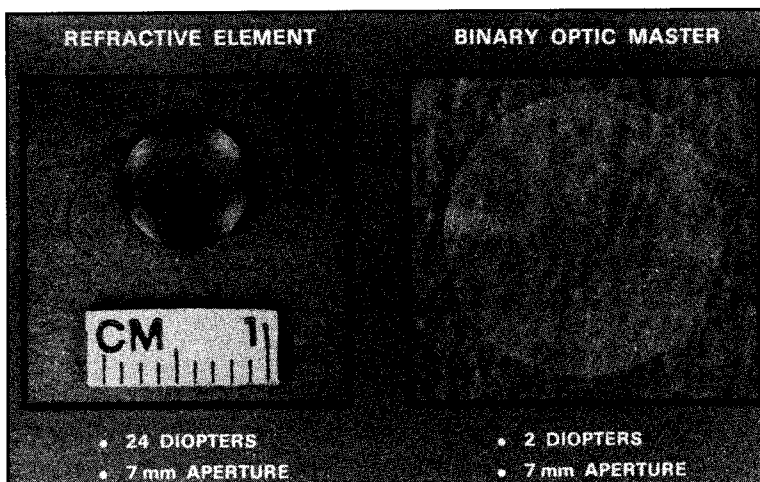 REFRACTIVE ELEMENT
CM 1
• 24 DIOPTERS
• 7 mm APERTURE
BINARY OPTIC MASTER
• 2 DIOPTERS
• 7 mm APERTURE